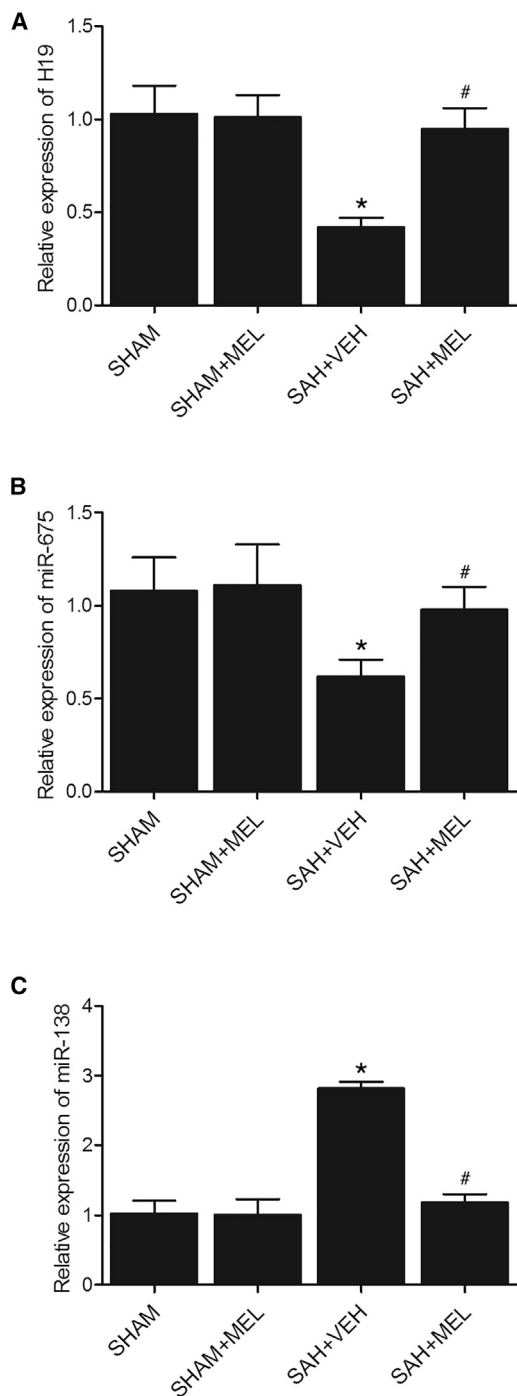 A
Relative expression of H19
1.5
1.0
0.5
0.0
*
#
SHAM
SHAM+MEL
SAH+VEH
SAH+MEL
B
Relative expression of miR-675
1.5
1.0
0.5
0.0
*
#
SHAM
SHAM+MEL
SAH+VEH
SAH+MEL
C
Relative expression of miR-138
4
3
2
1
0
*
#
SHAM
SHAM+MEL
SAH+VEH
SAH+MEL